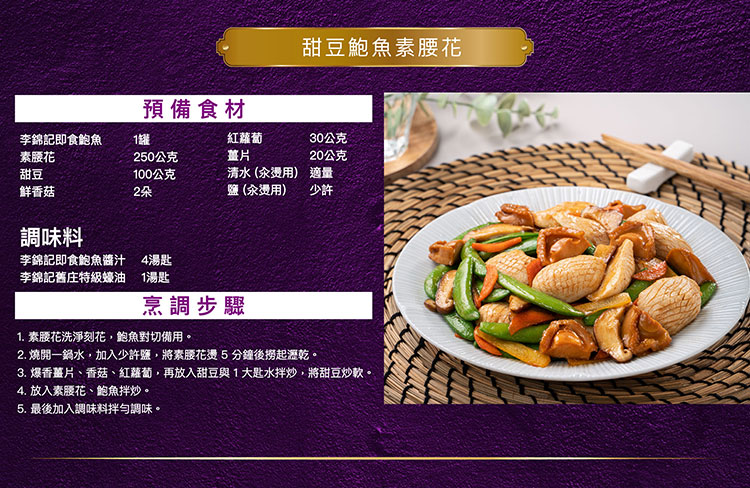 甜豆鮑魚素腰花
預備食材
李錦記即食鮑魚 1罐 紅蘿蔔 30公克
素腰花 250公克 薑片 20公克
甜豆 100公克 清水 (汆燙用) 適量
鮮香菇 2朵 鹽 (汆燙用) 少許
調味料
李錦記即食鮑魚醬汁 4湯匙
李錦記舊庄特級蠔油 1湯匙
烹調步驟
1. 素腰花洗淨刻花，鮑魚對切備用。
2. 燒開一鍋水，加入少許鹽，將素腰花燙 5 分鐘後撈起瀝乾。
3. 爆香薑片、香菇、紅蘿蔔，再放入甜豆與 1 大匙水拌炒，將甜豆炒軟。
4. 放入素腰花、鮑魚拌炒。
5. 最後加入調味料拌勻調味。